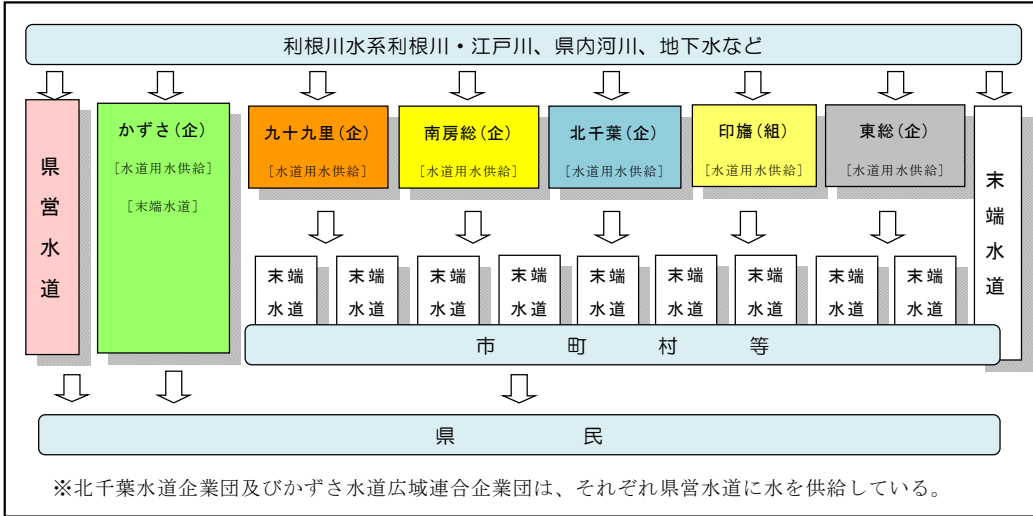 利根川水系利根川・江戸川、県内河川、地下水など
県営水道
かずさ(企)
[水道用水供給]
[末端水道]
九十九里(企)
[水道用水供給]
南房総(企)
[水道用水供給]
北千葉(企)
[水道用水供給]
印旛(組)
[水道用水供給]
東総(企)
[水道用水供給]
末端水道
末端
水道
末端
水道
末端
水道
末端
水道
末端
水道
末端
水道
末端
水道
末端
水道
末端
水道
市町村等
県民
※北千葉水道企業団及びかずさ水道広域連合企業団は、それぞれ県営水道に水を供給している。